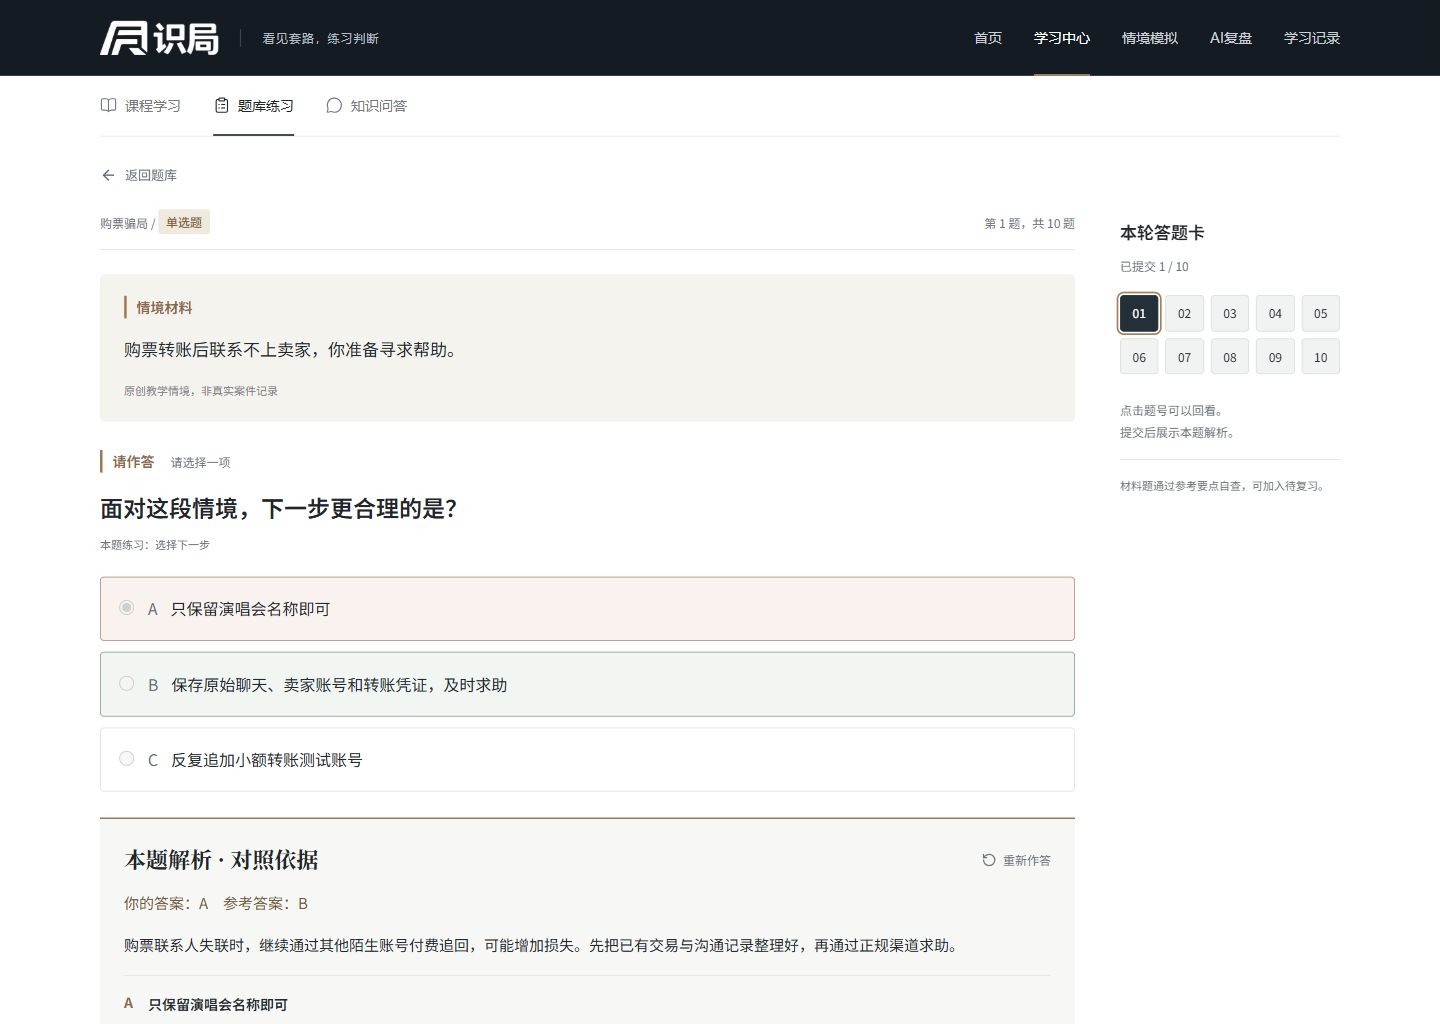 识局
看见套路，练习判断
首页
学习中心
情境模拟
AI复盘
学习记录
课程学习
题库练习
知识问答
返回题库
购票骗局 / 单选题
第 1 题，共 10 题
情境材料
购票转账后联系不上卖家，你准备寻求帮助。
原创教学情境，非真实案件记录
请作答 请选择一项
面对这段情境，下一步更合理的是？
本题练习：选择下一步
A 只保留演唱会名称即可
B 保存原始聊天、卖家账号和转账凭证，及时求助
C 反复追加小额转账测试账号
本题解析 · 对照依据
重新作答
你的答案：A 参考答案：B
购票联系人失联时，继续通过其他陌生账号付费追回，可能增加损失。先把已有交易与沟通记录整理好，再通过正规渠道求助。
A 只保留演唱会名称即可
本轮答题卡
已提交 1 / 10
01 02 03 04 05
06 07 08 09 10
点击题号可以回看。
提交后展示本题解析。
材料题通过参考要点自查，可加入待复习。